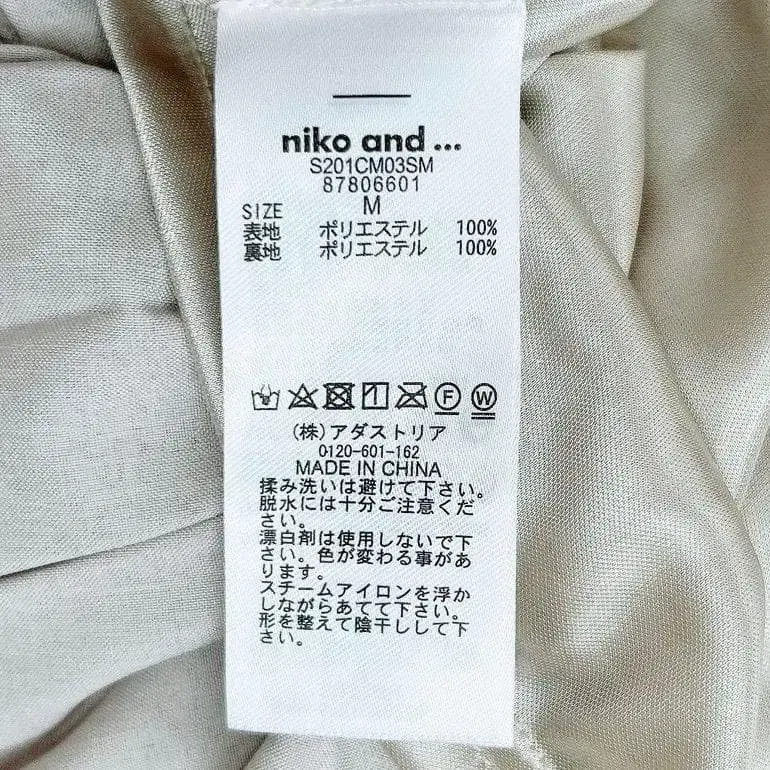 niko and ...
S201CM03SM
87806601
SIZE M
表地 ポリエステル 100%
裏地 ポリエステル 100%
F W
(株)アダストリア
0120-601-162
MADE IN CHINA
揉み洗いは避けて下さい。
脱水には十分ご注意くだ
さい。
漂白剤は使用しないで下
さい。色が変わる事があ
ります。
スチームアイロンを浮か
しながらあてて下さい。
形を整えて陰干しして下
さい。